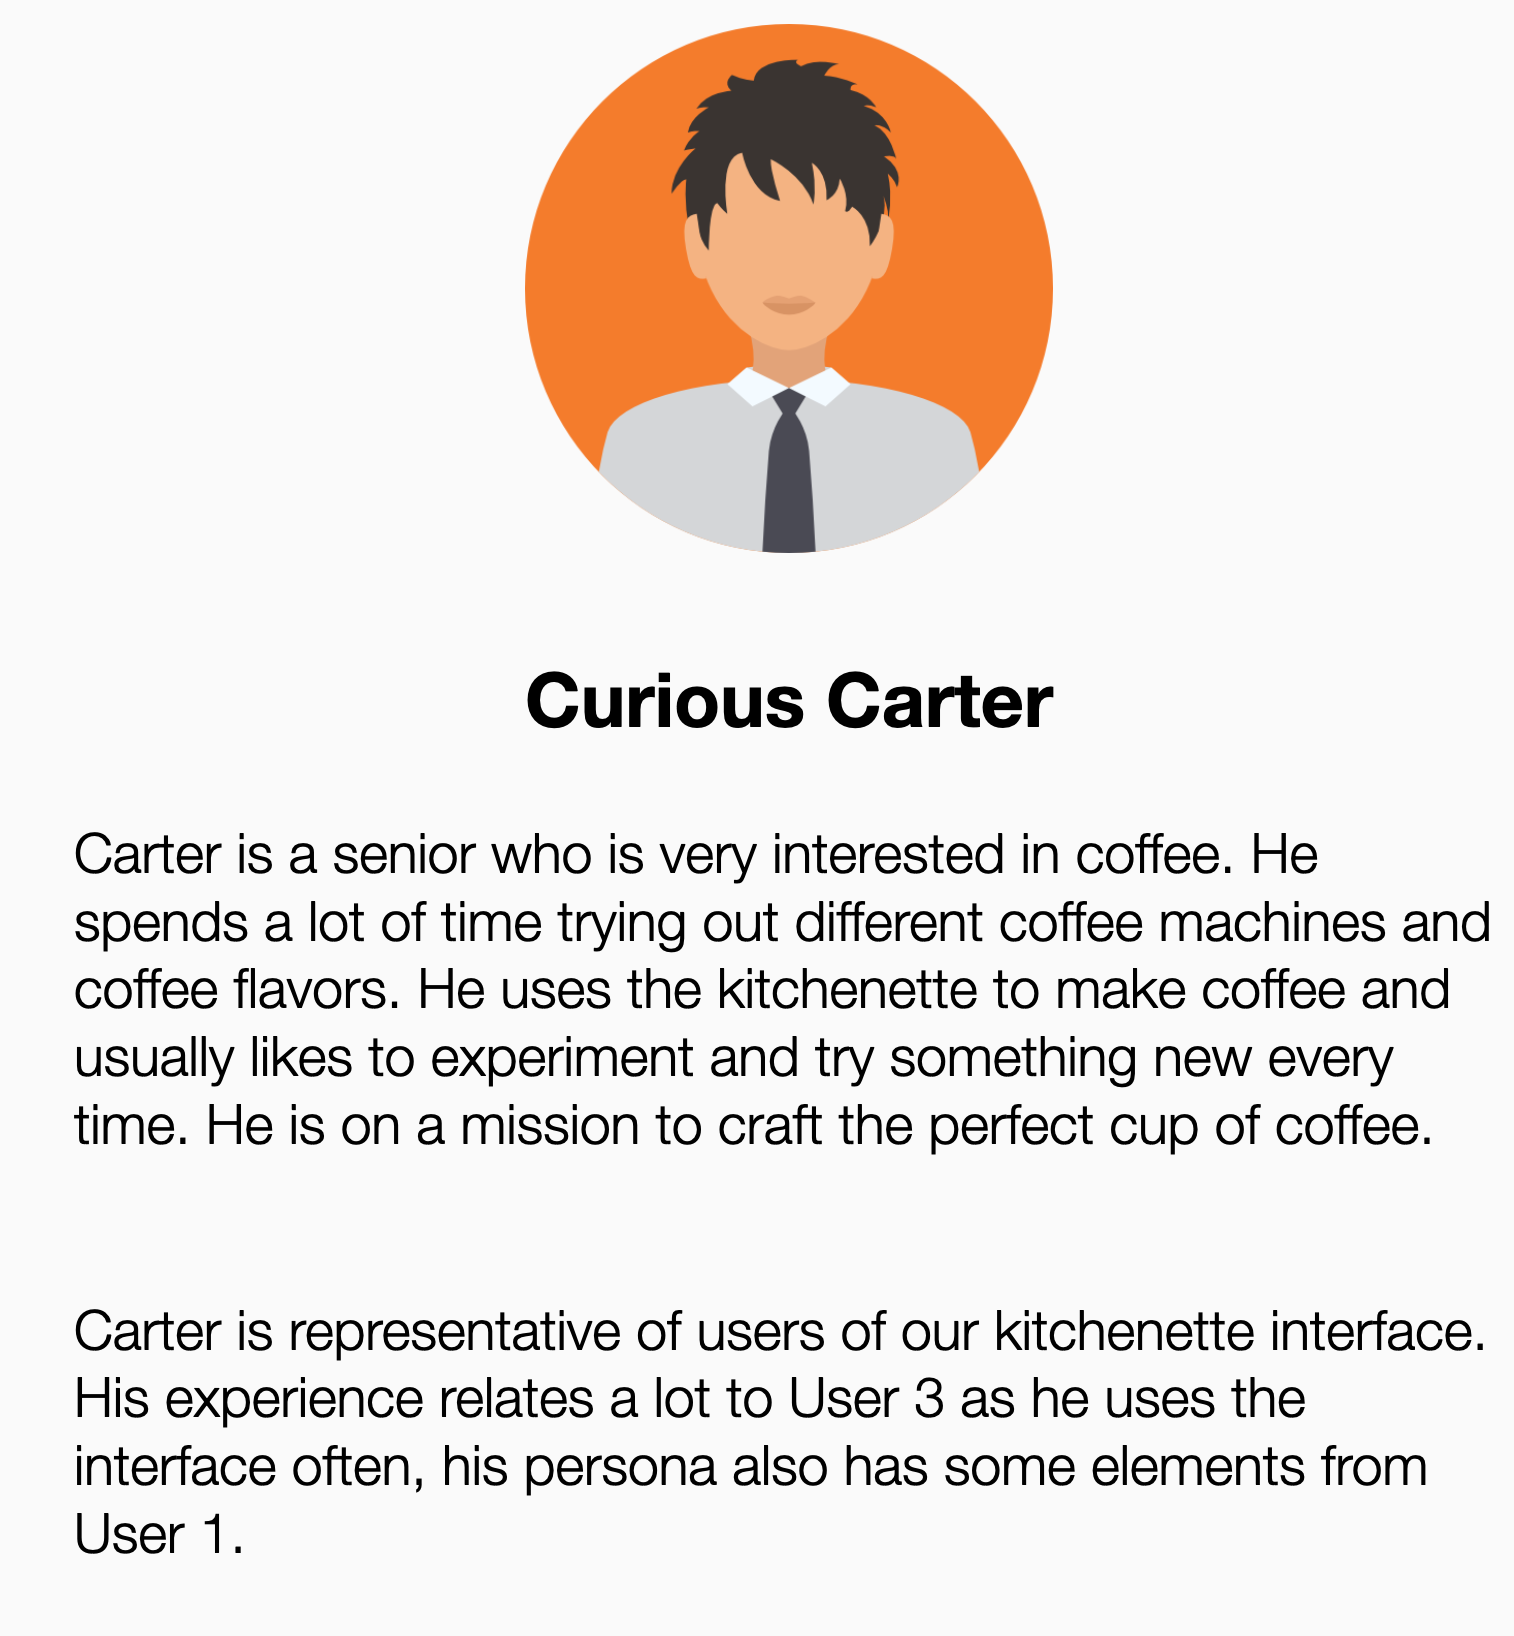 Curious Carter
Carter is a senior who is very interested in coffee. He
spends a lot of time trying out different coffee machines and
coffee flavors. He uses the kitchenette to make coffee and
usually likes to experiment and try something new every
time. He is on a mission to craft the perfect cup of coffee.
Carter is representative of users of our kitchenette interface.
His experience relates a lot to User 3 as he uses the
interface often, his persona also has some elements from
User 1.